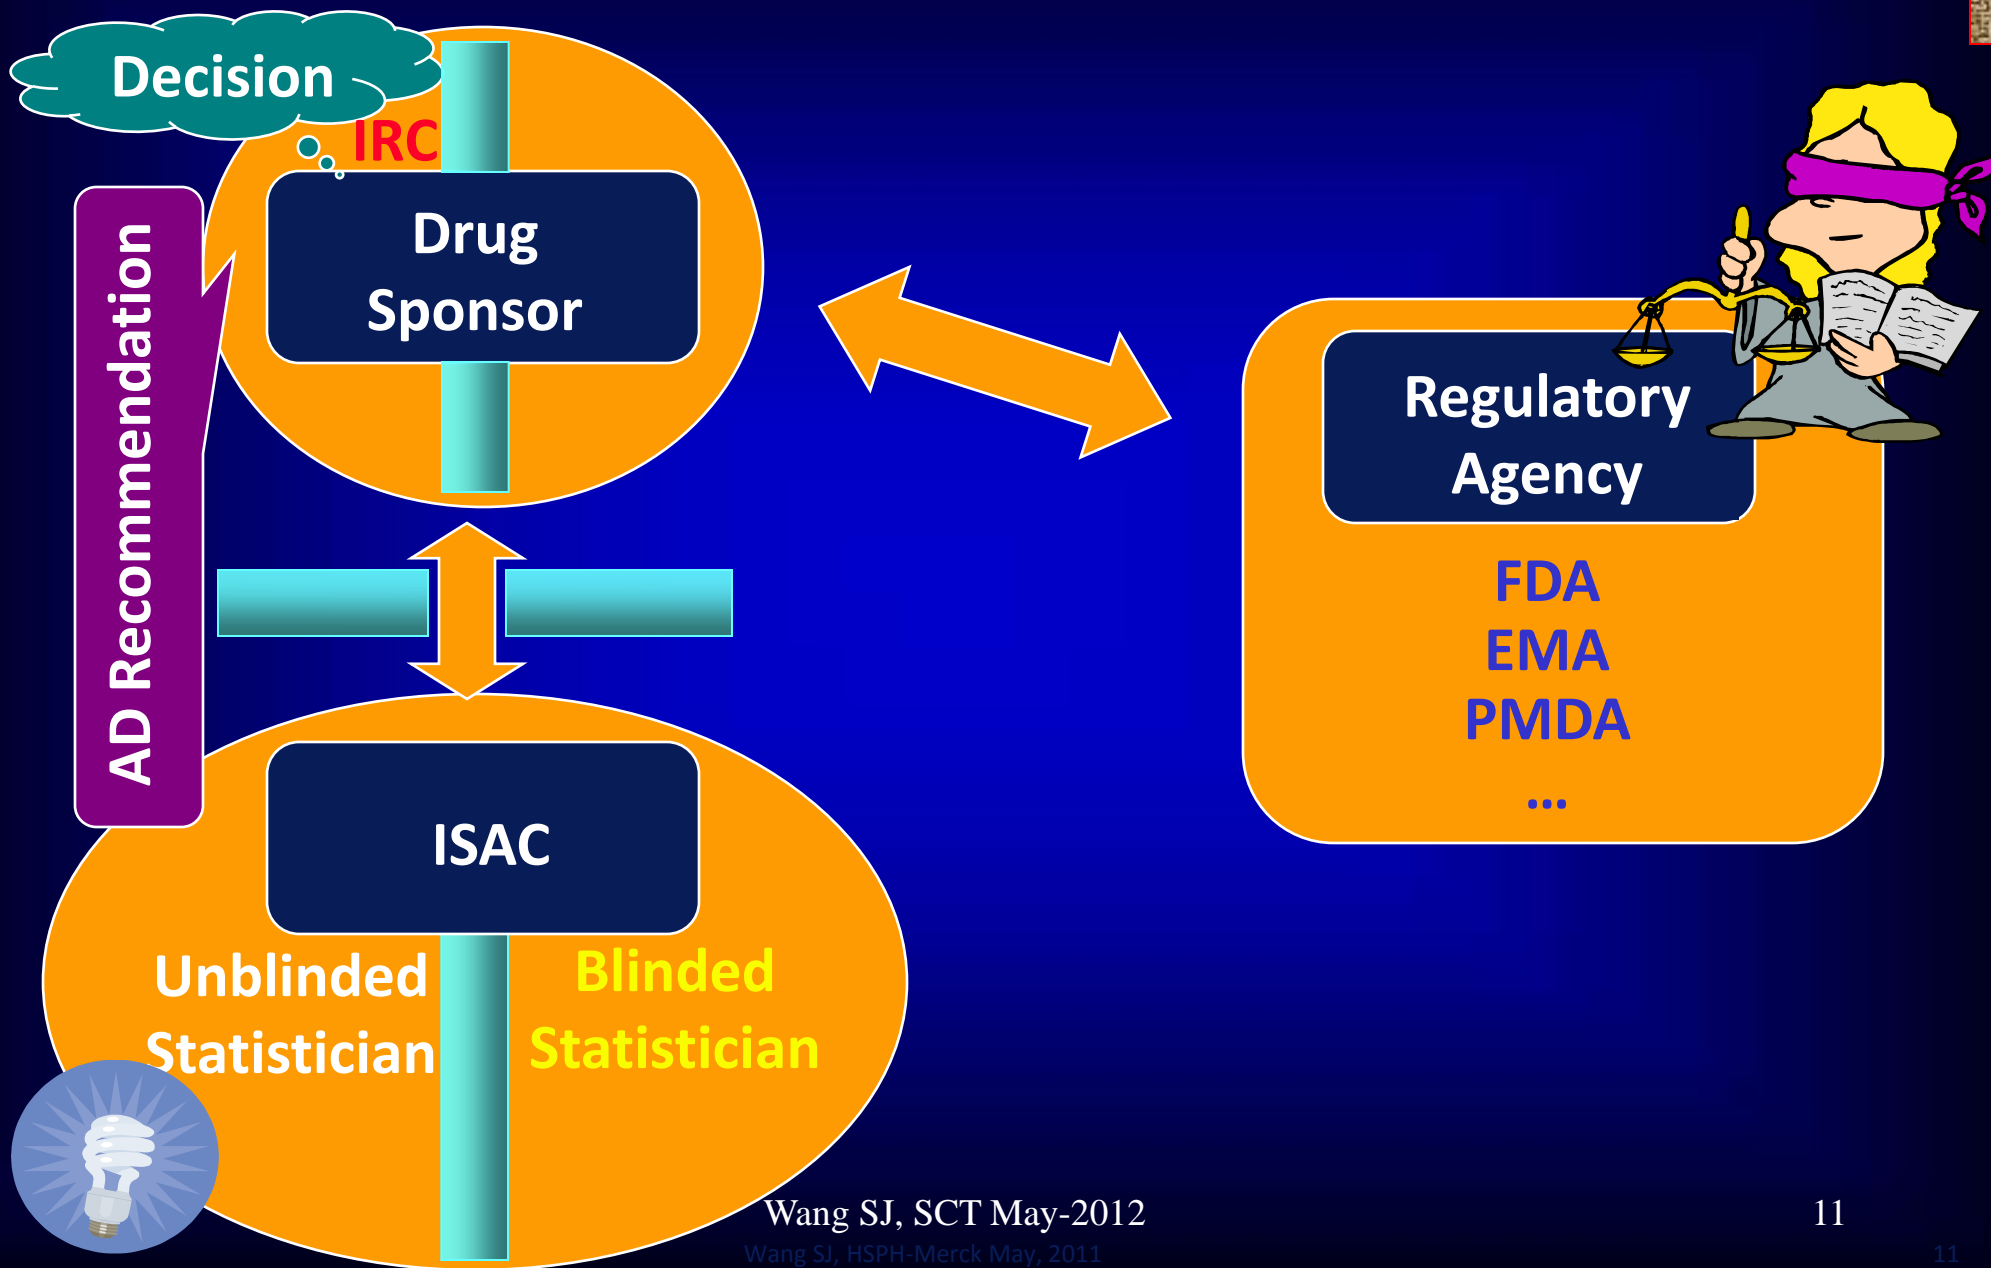 Decision
IRC
Drug
Sponsor
AD Recommendation
Regulatory
Agency
FDA
EMA
PMDA
...
ISAC
Unblinded
Statistician
Blinded
Statistician
Wang SJ, SCT May-2012
11
Wang SJ, HSPH-Merck May, 2011
11